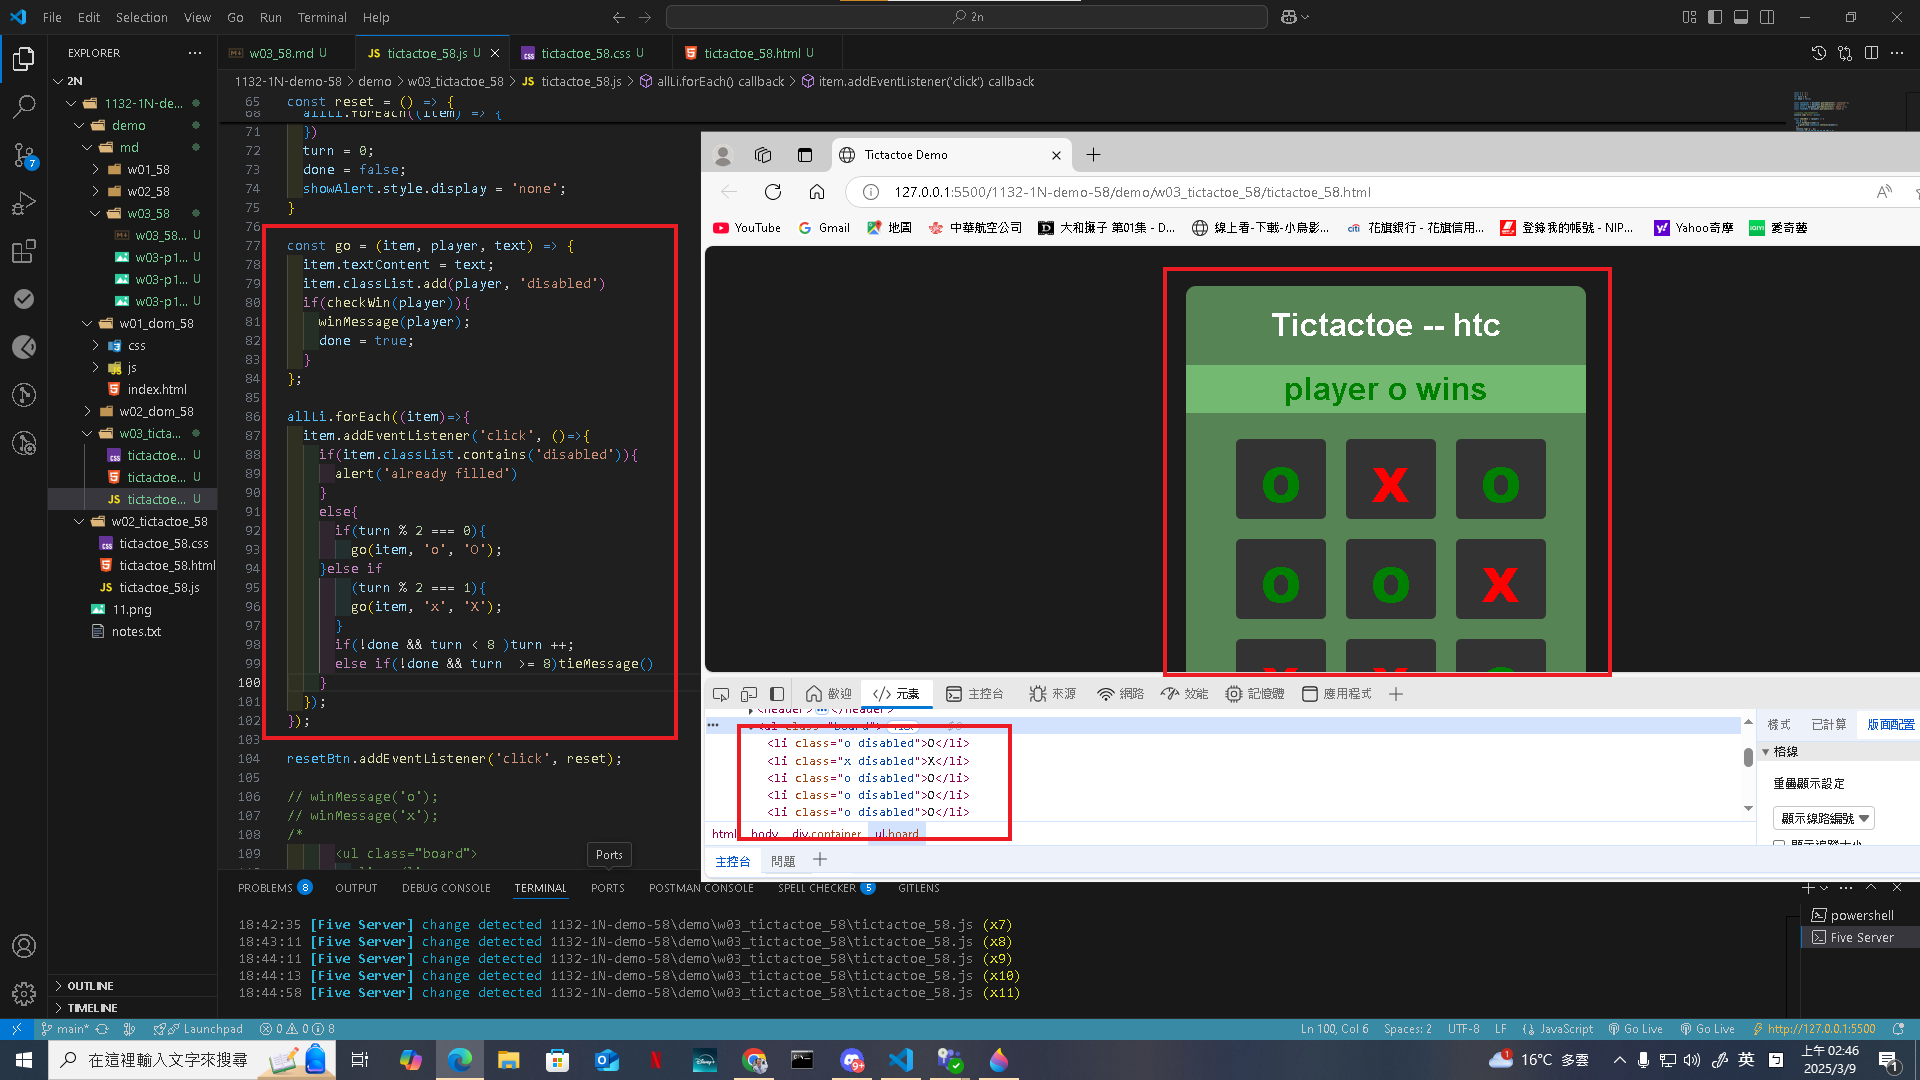 File Edit Selection View Go Run Terminal Help
2n
EXPLORER
w03_58.md U
tictactoe_58.js U
tictactoe_58.css U
tictactoe_58.html U
1132-1N-demo-58 > demo > w03_tictactoe_58 > JS tictactoe_58.js > allLi.forEach() callback > item.addEventListener('click') callback
2N
1132-1N-de...
demo
md
w01_58
w02_58
w03_58
w03_58... U
w03-p1... U
w03-p1... U
w03-p1... U
w01_dom_58
css
js
index.html
w02_dom_58
w03_ticta...
tictactoe... U
tictactoe... U
JS tictactoe... U
w02_tictactoe_58
tictactoe_58.css
tictactoe_58.html
JS tictactoe_58.js
11.png
notes.txt
OUTLINE
TIMELINE
7
65 const reset = () => {
68 allLi.forEach((item) => {
71 })
72 turn = 0;
73 done = false;
74 showAlert.style.display = 'none';
75 }
76
77 const go = (item, player, text) => {
78 item.textContent = text;
79 item.classList.add(player, 'disabled')
80 if(checkWin(player)){
81 winMessage(player);
82 done = true;
83 }
84 };
85
86 allLi.forEach((item)=>{
87 item.addEventListener('click', ()=>{
88 if(item.classList.contains('disabled')){
89 alert('already filled')
90 }
91 else{
92 if(turn % 2 === 0){
93 go(item, 'o', 'O');
94 }else if
95 (turn % 2 === 1){
96 go(item, 'x', 'X');
97 }
98 if(!done && turn < 8 )turn ++;
99 else if(!done && turn >= 8)tieMessage()
100 }
101 });
102 });
103
104 resetBtn.addEventListener('click', reset);
105
106 // winMessage('o');
107 // winMessage('x');
108 /*
109 <ul class="board">
Ports
Tictactoe Demo
127.0.0.1:5500/1132-1N-demo-58/demo/w03_tictactoe_58/tictactoe_58.html
YouTube Gmail 地圖 中華航空公司 大和撫子 第01集 - D... 線上看-下載-小鳥影... 花旗銀行 - 花旗信用... 登錄我的帳號 - NIP... Yahoo奇摩 愛奇藝
Tictactoe -- htc
player o wins
o x o
o o x
x x o
歡迎 元素 主控台 來源 網路 效能 記憶體 應用程式
<header> </header>
<ul class="board"> flex == $0
<li class="o disabled">O</li>
<li class="x disabled">X</li>
<li class="o disabled">O</li>
<li class="o disabled">O</li>
<li class="o disabled">O</li>
html body div.container ul.board
主控台 問題
樣式 已計算 版面配置
格線
重疊顯示設定
顯示線路編號
PROBLEMS 8 OUTPUT DEBUG CONSOLE TERMINAL PORTS POSTMAN CONSOLE SPELL CHECKER 5 GITLENS
18:42:35 [Five Server] change detected 1132-1N-demo-58\demo\w03_tictactoe_58\tictactoe_58.js (x7)
18:43:11 [Five Server] change detected 1132-1N-demo-58\demo\w03_tictactoe_58\tictactoe_58.js (x8)
18:44:11 [Five Server] change detected 1132-1N-demo-58\demo\w03_tictactoe_58\tictactoe_58.js (x9)
18:44:13 [Five Server] change detected 1132-1N-demo-58\demo\w03_tictactoe_58\tictactoe_58.js (x10)
18:44:58 [Five Server] change detected 1132-1N-demo-58\demo\w03_tictactoe_58\tictactoe_58.js (x11)
powershell
Five Server
main* Launchpad 0 0 8
Ln 100, Col 6 Spaces: 2 UTF-8 LF JavaScript Go Live Go Live http://127.0.0.1:5500
在這裡輸入文字來搜尋
16°C 多雲
英
上午 02:46
2025/3/9